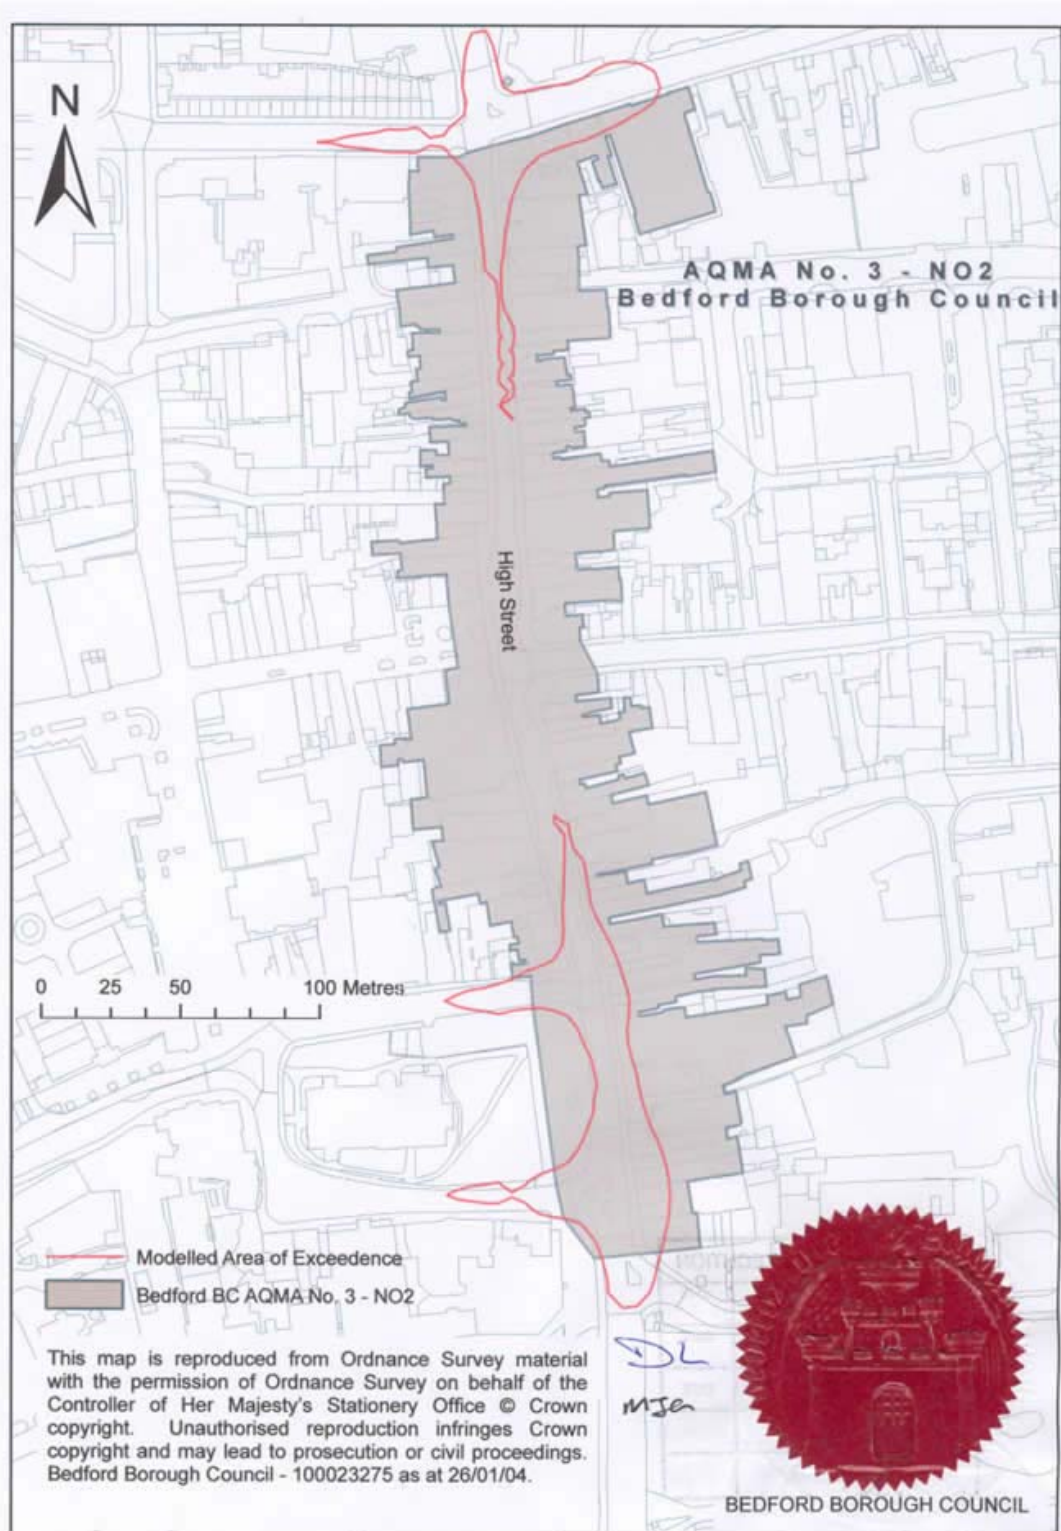 N
AQMA No. 3 - NO2
Bedford Borough Council
High Street
0 25 50 100 Metres
Modelled Area of Exceedence
Bedford BC AQMA No. 3 - NO2
This map is reproduced from Ordnance Survey material
with the permission of Ordnance Survey on behalf of the
Controller of Her Majesty's Stationery Office © Crown
copyright. Unauthorised reproduction infringes Crown
copyright and may lead to prosecution or civil proceedings.
Bedford Borough Council - 100023275 as at 26/01/04.
DL
BEDFORD BOROUGH COUNCIL